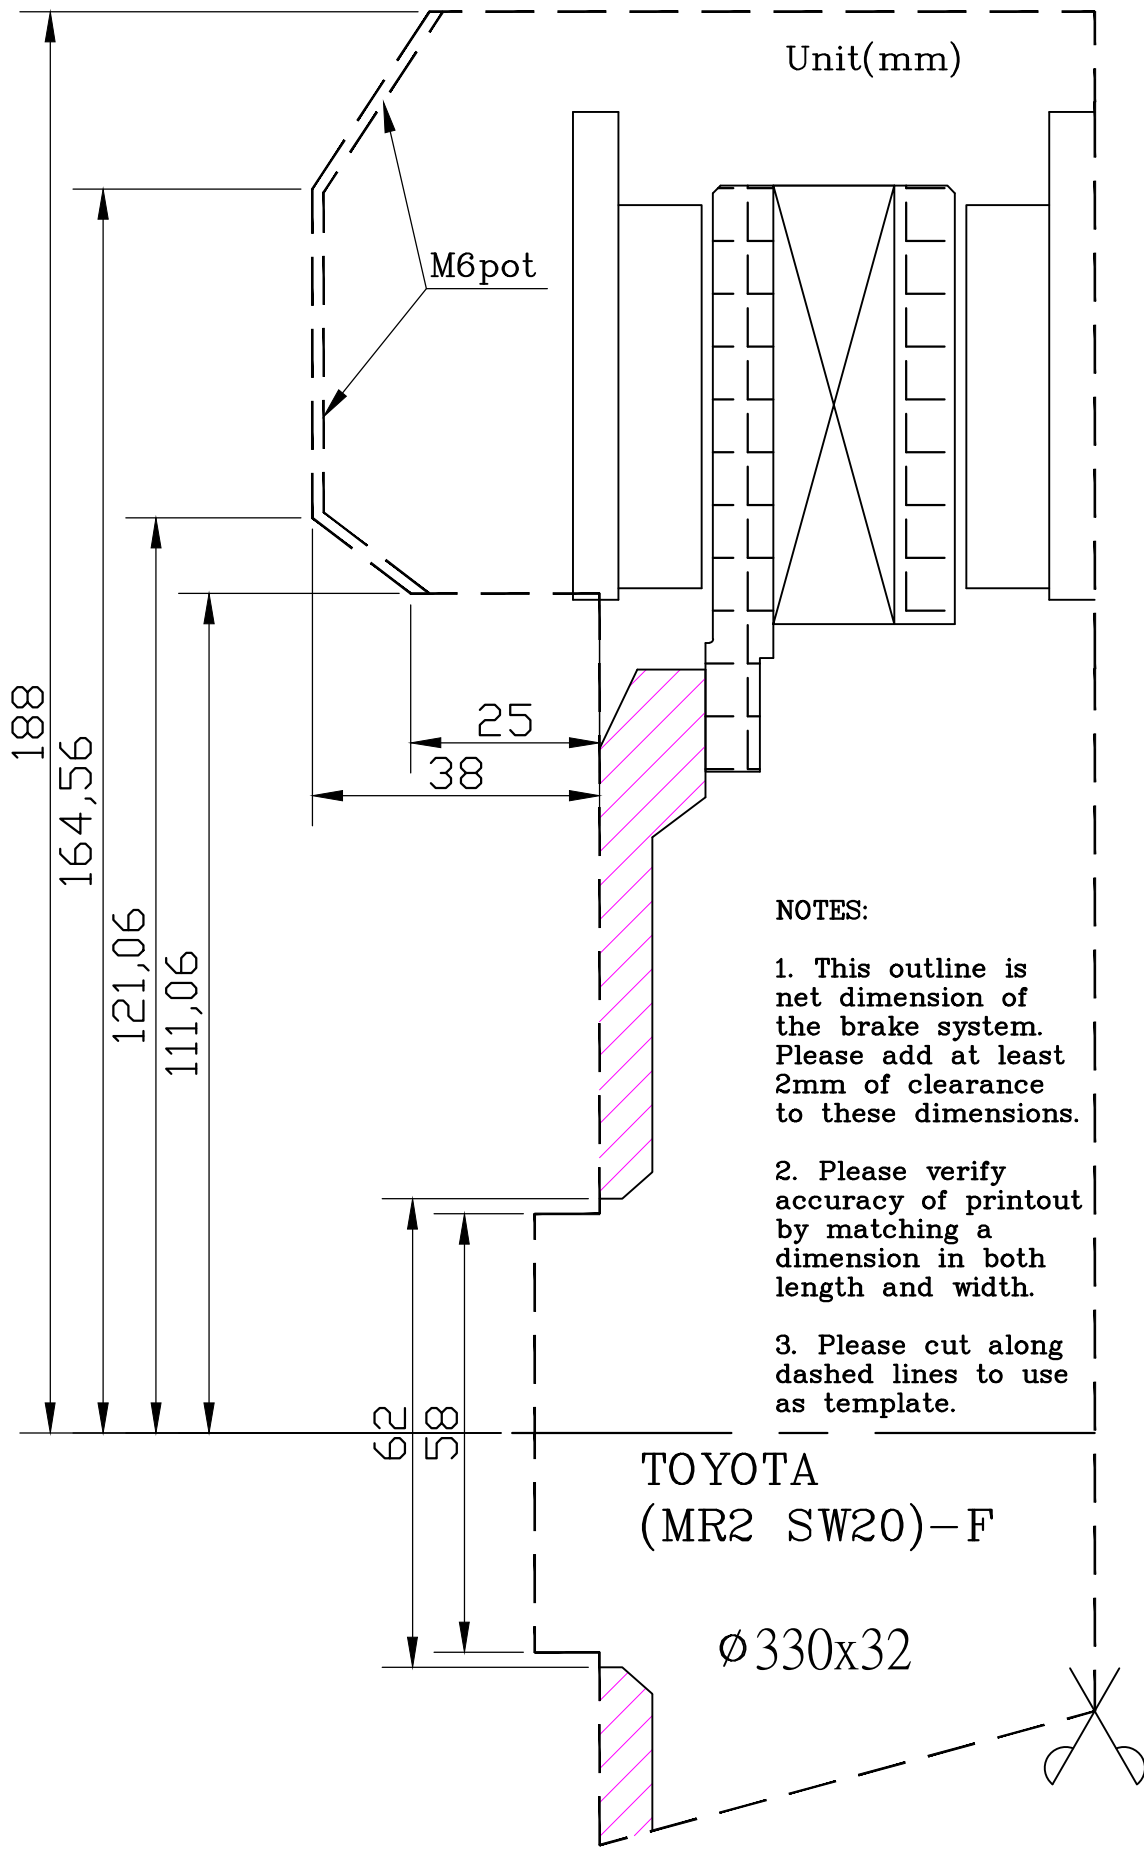 Unit(mm)
M6pot
188
164,56
121,06
111,06
25
38
NOTES:
1. This outline is
net dimension of
the brake system.
Please add at least
2mm of clearance
to these dimensions.
2. Please verify
accuracy of printout
by matching a
dimension in both
length and width.
3. Please cut along
dashed lines to use
as template.
62
58
TOYOTA
(MR2 SW20)-F
Ø330x32